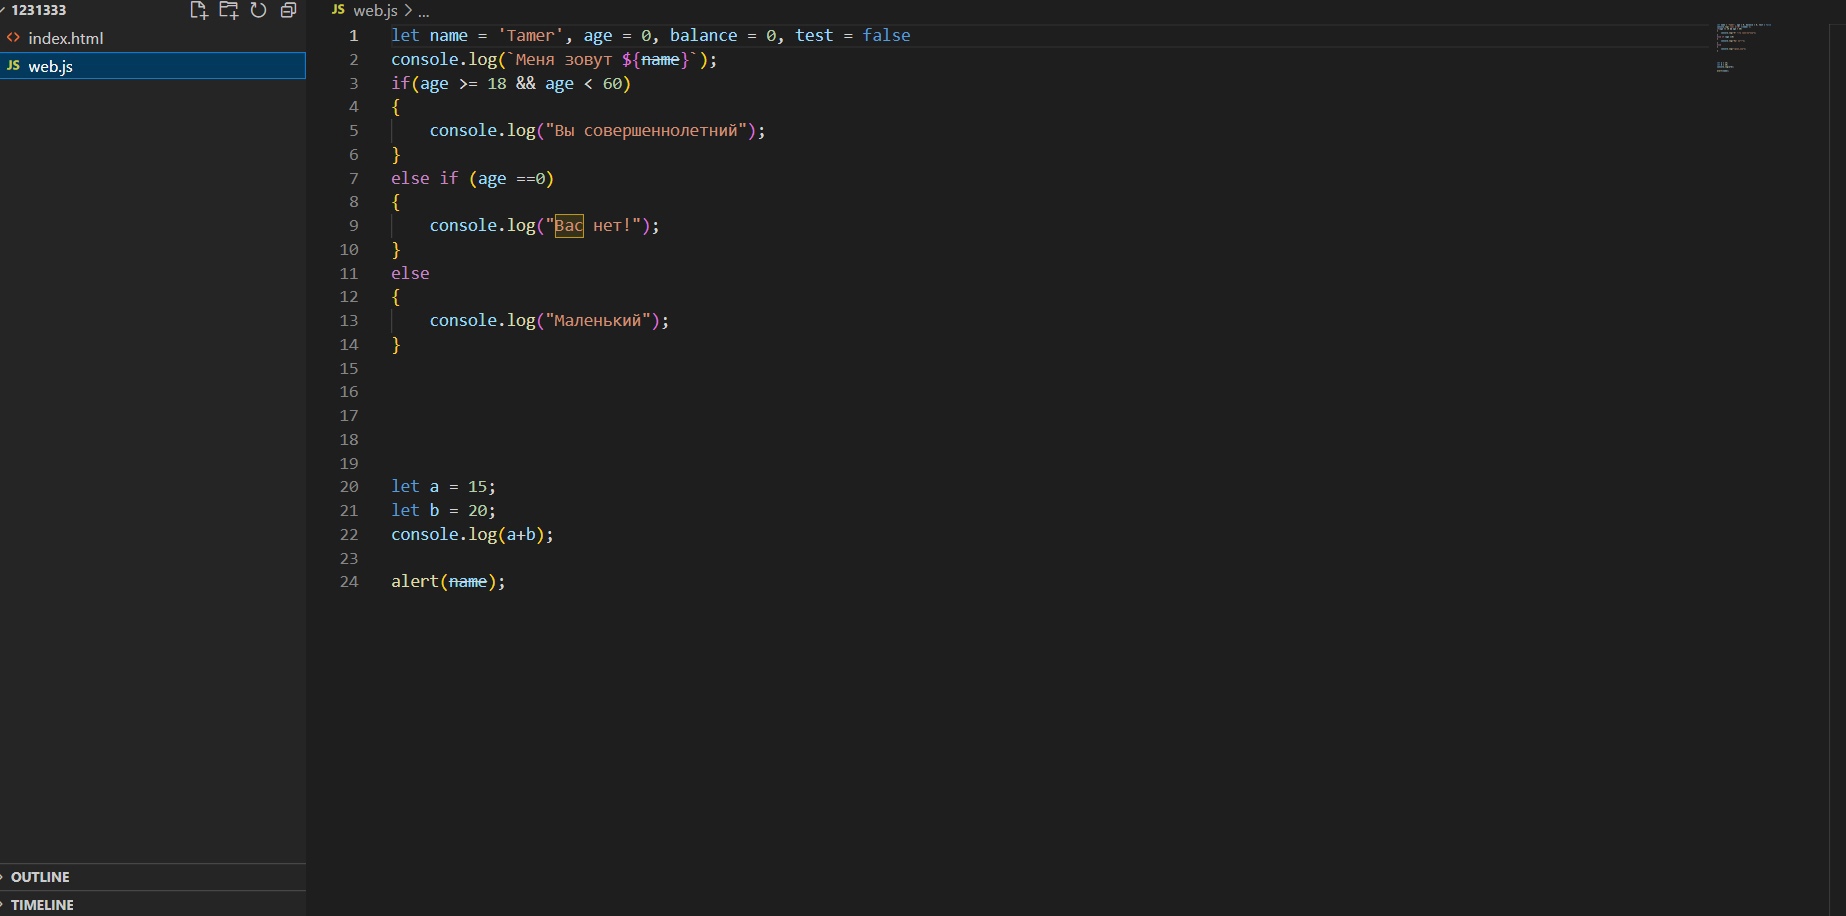 1231333
index.html
JS web.js
JS web.js > ...
1 let name = 'Tamer', age = 0, balance = 0, test = false
2 console.log(`Меня зовут ${name}`);
3 if(age >= 18 && age < 60)
4 {
5 console.log("Вы совершеннолетний");
6 }
7 else if (age ==0)
8 {
9 console.log("Вас нет!");
10 }
11 else
12 {
13 console.log("Маленький");
14 }
15
16
17
18
19
20 let a = 15;
21 let b = 20;
22 console.log(a+b);
23
24 alert(name);
OUTLINE
TIMELINE